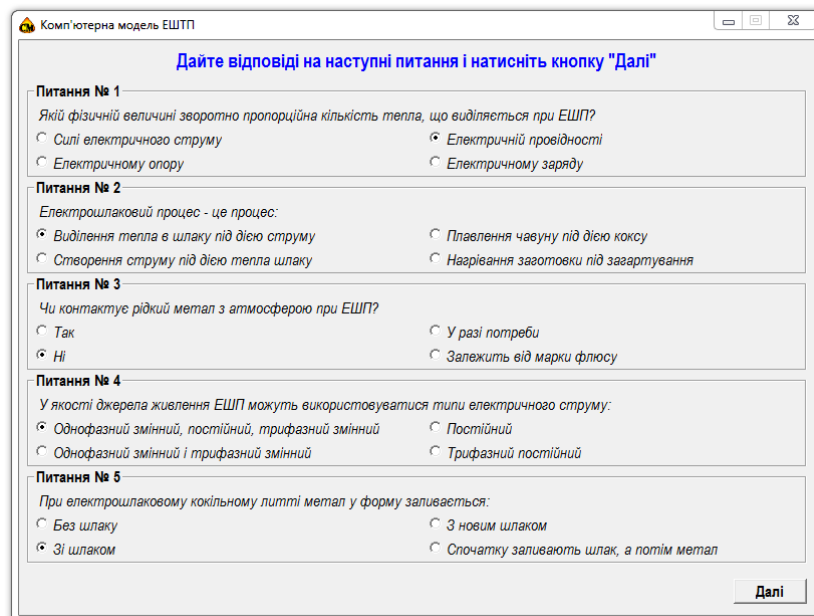 Комп'ютерна модель ЕШТП
Дайте відповіді на наступні питання і натисніть кнопку "Далі"
Питання № 1
Якій фізичній величині зворотно пропорційна кількість тепла, що виділяється при ЕШП?
Силі електричного струму
Електричній провідності
Електричному опору
Електричному заряду
Питання № 2
Електрошлаковий процес - це процес:
Виділення тепла в шлаку під дією струму
Плавлення чавуну під дією коксу
Створення струму під дією тепла шлаку
Нагрівання заготовки під загартування
Питання № 3
Чи контактує рідкий метал з атмосферою при ЕШП?
Так
У разі потреби
Ні
Залежить від марки флюсу
Питання № 4
У якості джерела живлення ЕШП можуть використовуватися типи електричного струму:
Однофазний змінний, постійний, трифазний змінний
Постійний
Однофазний змінний і трифазний змінний
Трифазний постійний
Питання № 5
При електрошлаковому кокільному литті метал у форму заливається:
Без шлаку
З новим шлаком
Зі шлаком
Спочатку заливають шлак, а потім метал
Далі